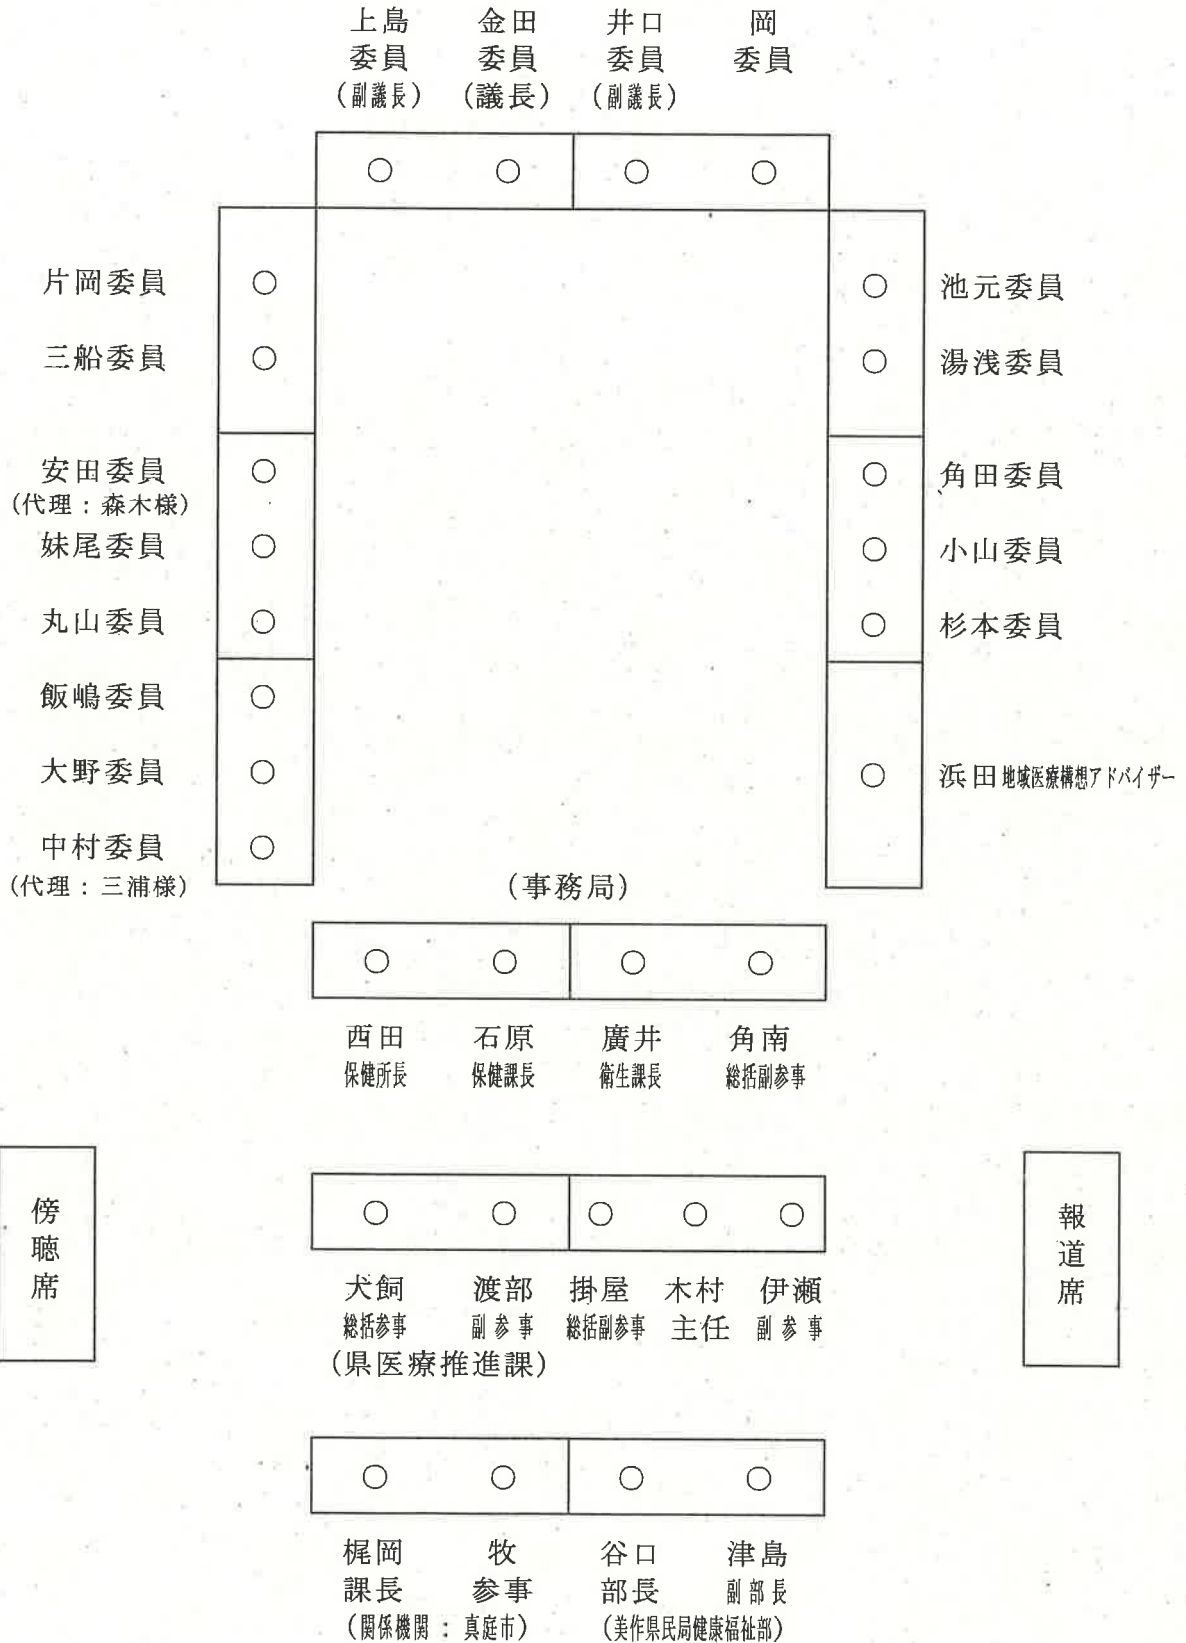 上島 金田 井口 岡
委員 委員 委員 委員
(副議長) (議長) (副議長)
片岡委員
三船委員
安田委員
(代理：森木様)
妹尾委員
丸山委員
飯嶋委員
大野委員
中村委員
(代理：三浦様)
池元委員
湯浅委員
角田委員
小山委員
杉本委員
浜田地域医療構想アドバイザー
(事務局)
西田 石原 廣井 角南
保健所長 保健課長 衛生課長 総括副参事
傍聴席
報道席
犬飼 渡部 掛屋 木村 伊瀬
総括参事 副参事 総括副参事 主任 副参事
(県医療推進課)
梶岡 牧 谷口 津島
課長 参事 部長 副部長
(関係機関：真庭市) (美作県民局健康福祉部)